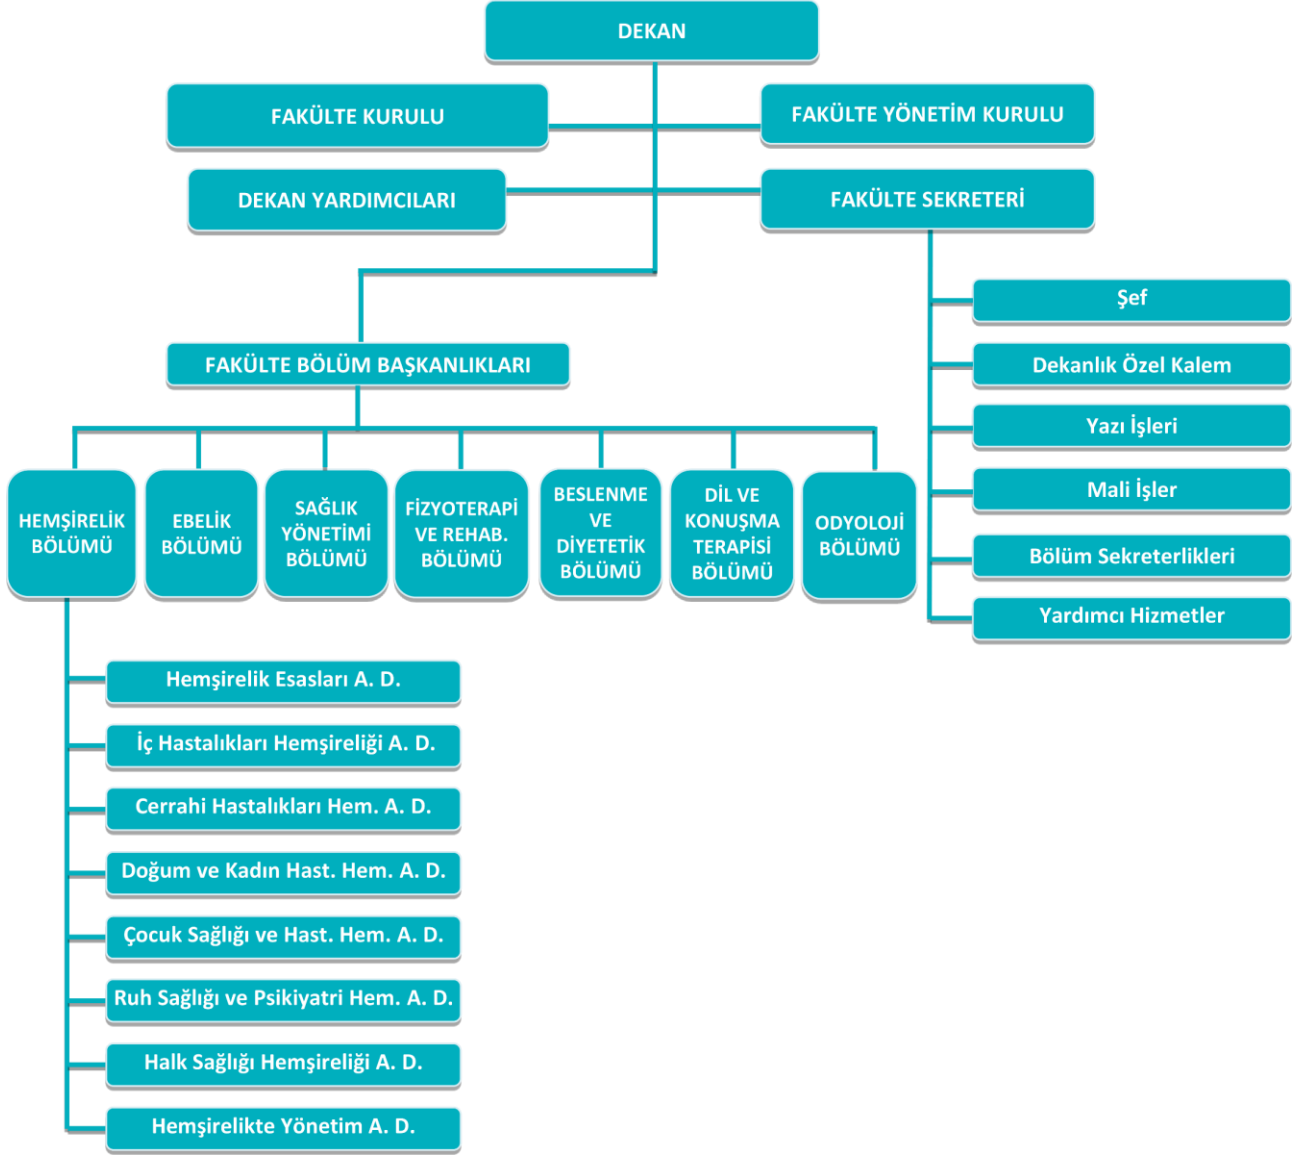 DEKAN
FAKÜLTE KURULU
FAKÜLTE YÖNETİM KURULU
DEKAN YARDIMCILARI
FAKÜLTE SEKRETERİ
Şef
Dekanlık Özel Kalem
Yazı İşleri
Mali İşler
Bölüm Sekreterlikleri
Yardımcı Hizmetler
FAKÜLTE BÖLÜM BAŞKANLIKLARI
HEMŞİRELİK
BÖLÜMÜ
EBELİK
BÖLÜMÜ
SAĞLIK
YÖNETİMİ
BÖLÜMÜ
FİZYOTERAPİ
VE REHAB.
BÖLÜMÜ
BESLENME
VE
DİYETETİK
BÖLÜMÜ
DİL VE
KONUŞMA
TERAPİSİ
BÖLÜMÜ
ODYOLOJİ
BÖLÜMÜ
Hemşirelik Esasları A. D.
İç Hastalıkları Hemşireliği A. D.
Cerrahi Hastalıkları Hem. A. D.
Doğum ve Kadın Hast. Hem. A. D.
Çocuk Sağlığı ve Hast. Hem. A. D.
Ruh Sağlığı ve Psikiyatri Hem. A. D.
Halk Sağlığı Hemşireliği A. D.
Hemşirelikte Yönetim A. D.